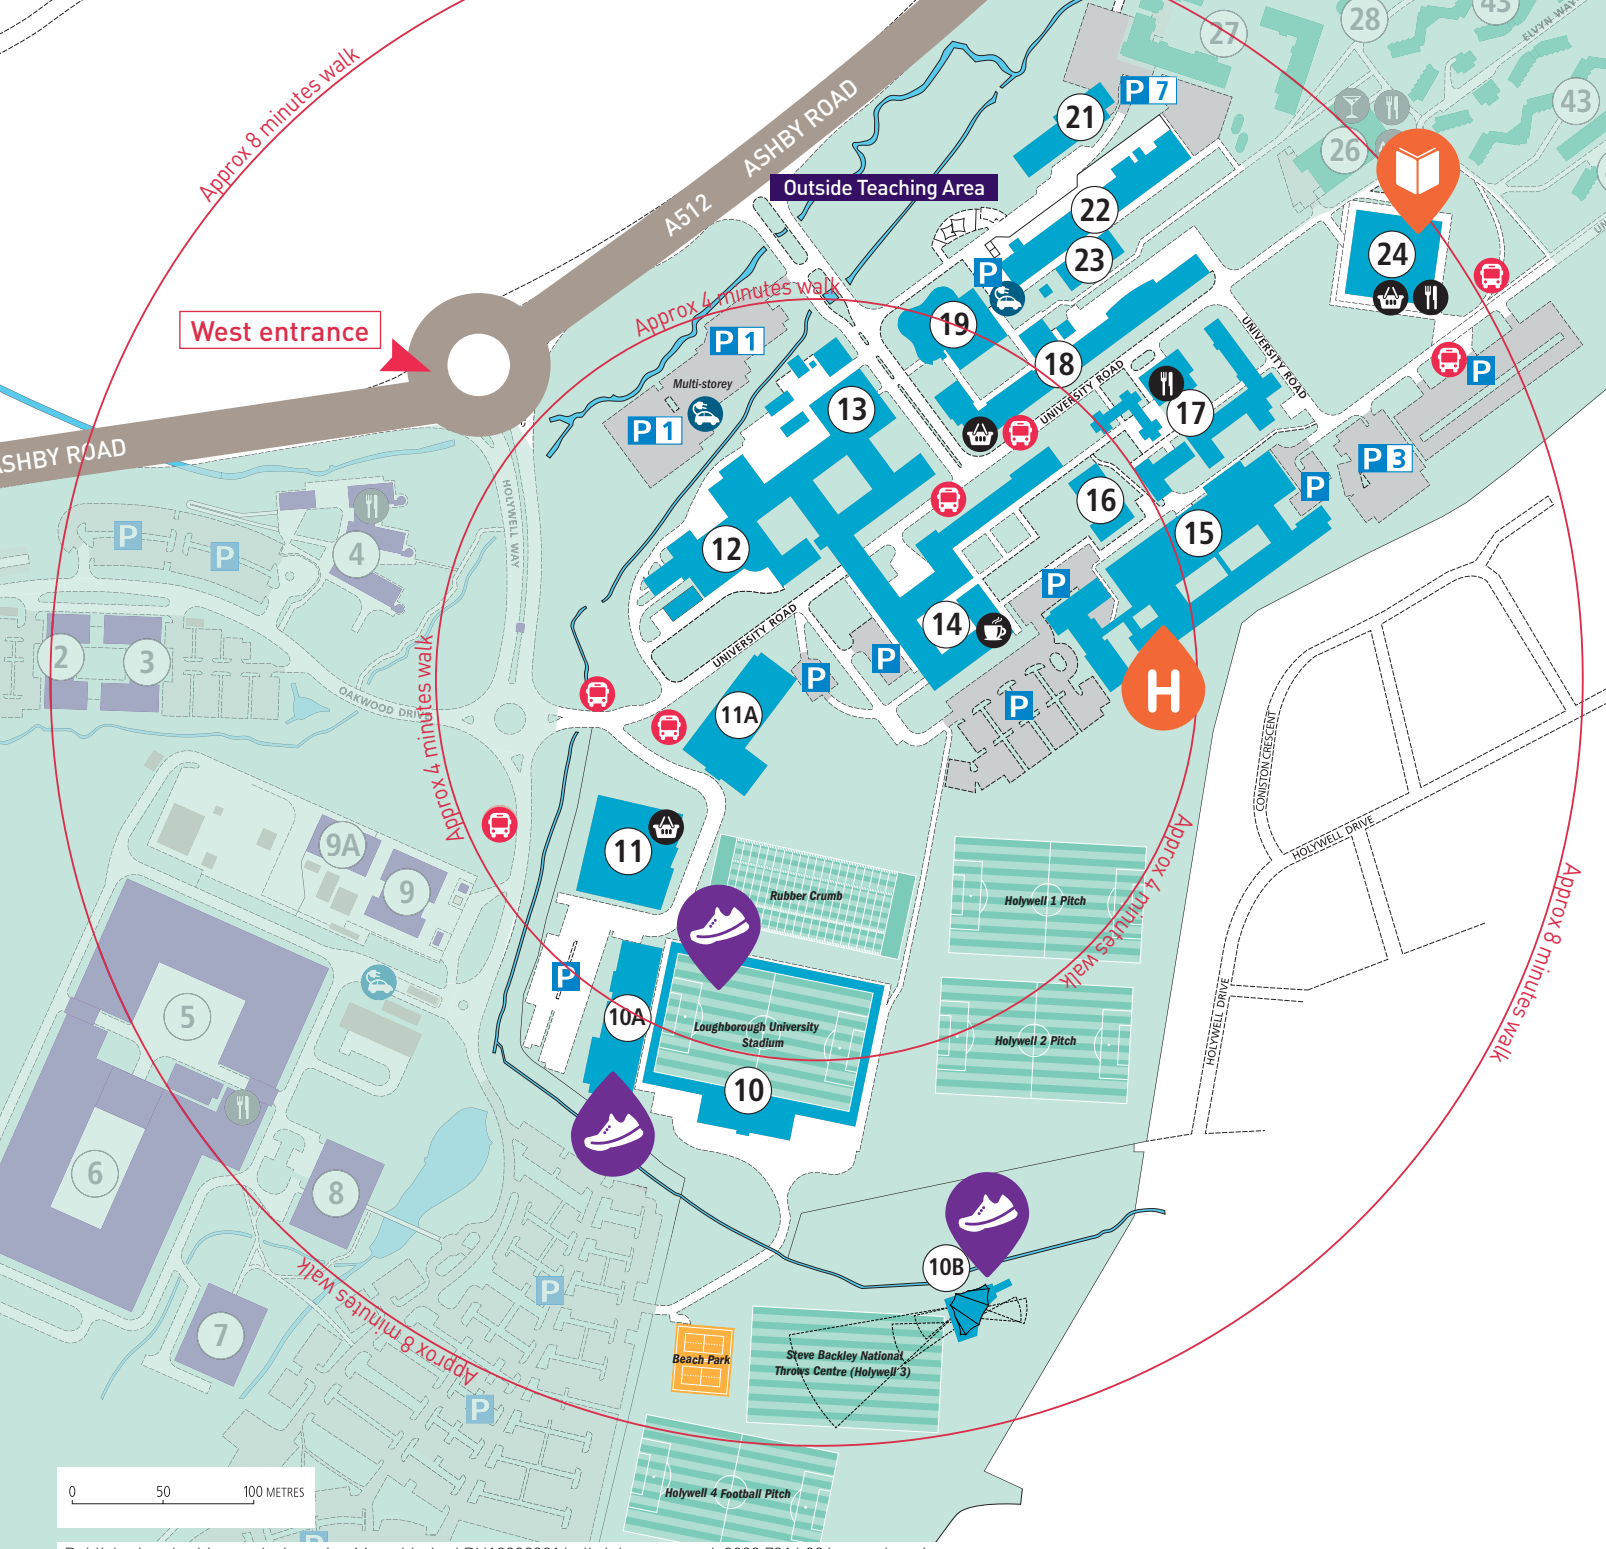 43
28
27
ELVYN WAY
Approx 8 minutes walk
ASHBY ROAD
P 7
21
43
26
Outside Teaching Area
A512
22
24
23
P
Approx 4 minutes walk
West entrance
19
P 1
18
UNIVERSITY ROAD
P
Multi-storey
UNIVERSITY ROAD
13
17
P 1
ASHBY ROAD
P 3
P
HOLYWELL WAY
16
P
P
4
12
15
P
14
UNIVERSITY ROAD
2
3
P
P
Approx 4 minutes walk
H
OAKWOOD DRIVE
P
11A
CONISTON CRESCENT
HOLYWELL DRIVE
9A
11
9
Rubber Crumb
Holywell 1 Pitch
Approx 4 minutes walk
Approx 8 minutes walk
P
5
10A
Loughborough University
Stadium
Holywell 2 Pitch
HOLYWELL DRIVE
10
6
8
10B
P
Approx 8 minutes walk
7
Beach Park
Steve Backley National
Throws Centre (Holywell 3)
P
Holywell 4 Football Pitch
0 50 100 METRES
P